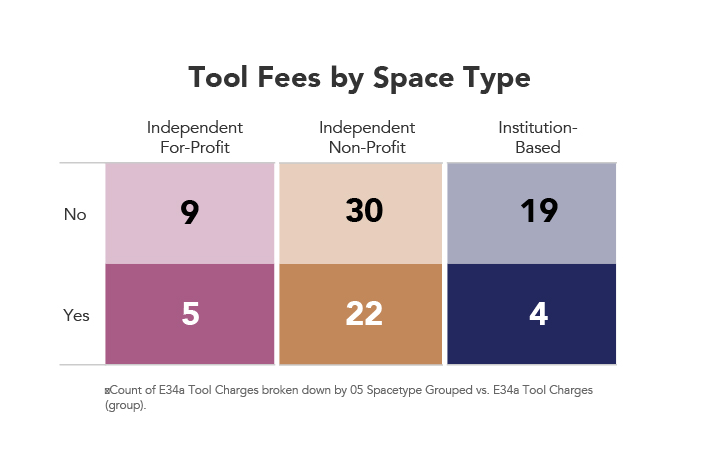 Tool Fees by Space Type
Independent
For-Profit
Independent
Non-Profit
Institution-
Based
No
9
30
19
Yes
5
22
4
Count of E34a Tool Charges broken down by 05 Spacetype Grouped vs. E34a Tool Charges
(group).